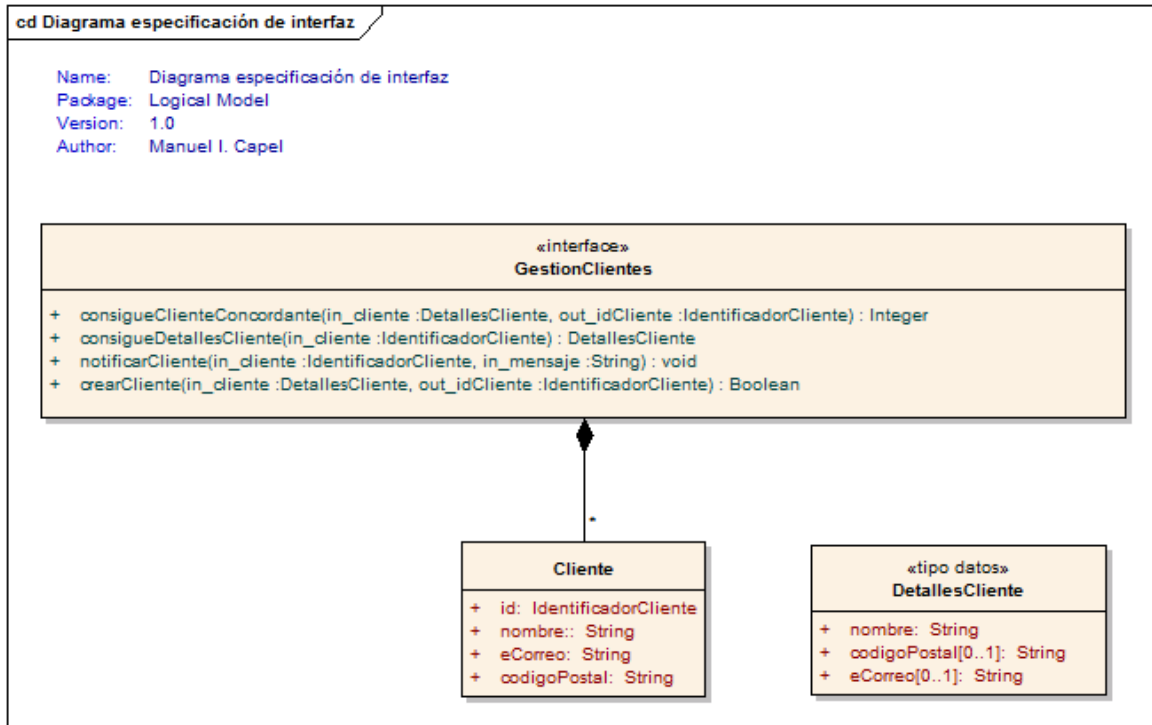 cd Diagrama especificación de interfaz
Name: Diagrama especificación de interfaz
Package: Logical Model
Version: 1.0
Author: Manuel I. Capel
«interface»
GestionClientes
+ consigueClienteConcordante(in_cliente :DetallesCliente, out_idCliente :IdentificadorCliente) : Integer
+ consigueDetallesCliente(in_cliente :IdentificadorCliente) : DetallesCliente
+ notificarCliente(in_cliente :IdentificadorCliente, in_mensaje :String) : void
+ crearCliente(in_cliente :DetallesCliente, out_idCliente :IdentificadorCliente) : Boolean
*
Cliente
+ id: IdentificadorCliente
+ nombre:: String
+ eCorreo: String
+ codigoPostal: String
«tipo datos»
DetallesCliente
+ nombre: String
+ codigoPostal[0..1]: String
+ eCorreo[0..1]: String